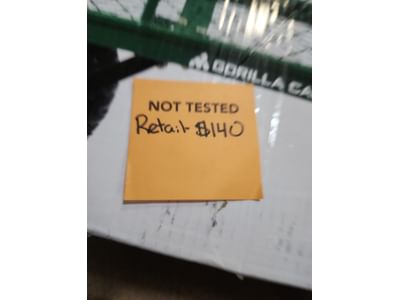 GORILLA CA
NOT TESTED
Retail $140